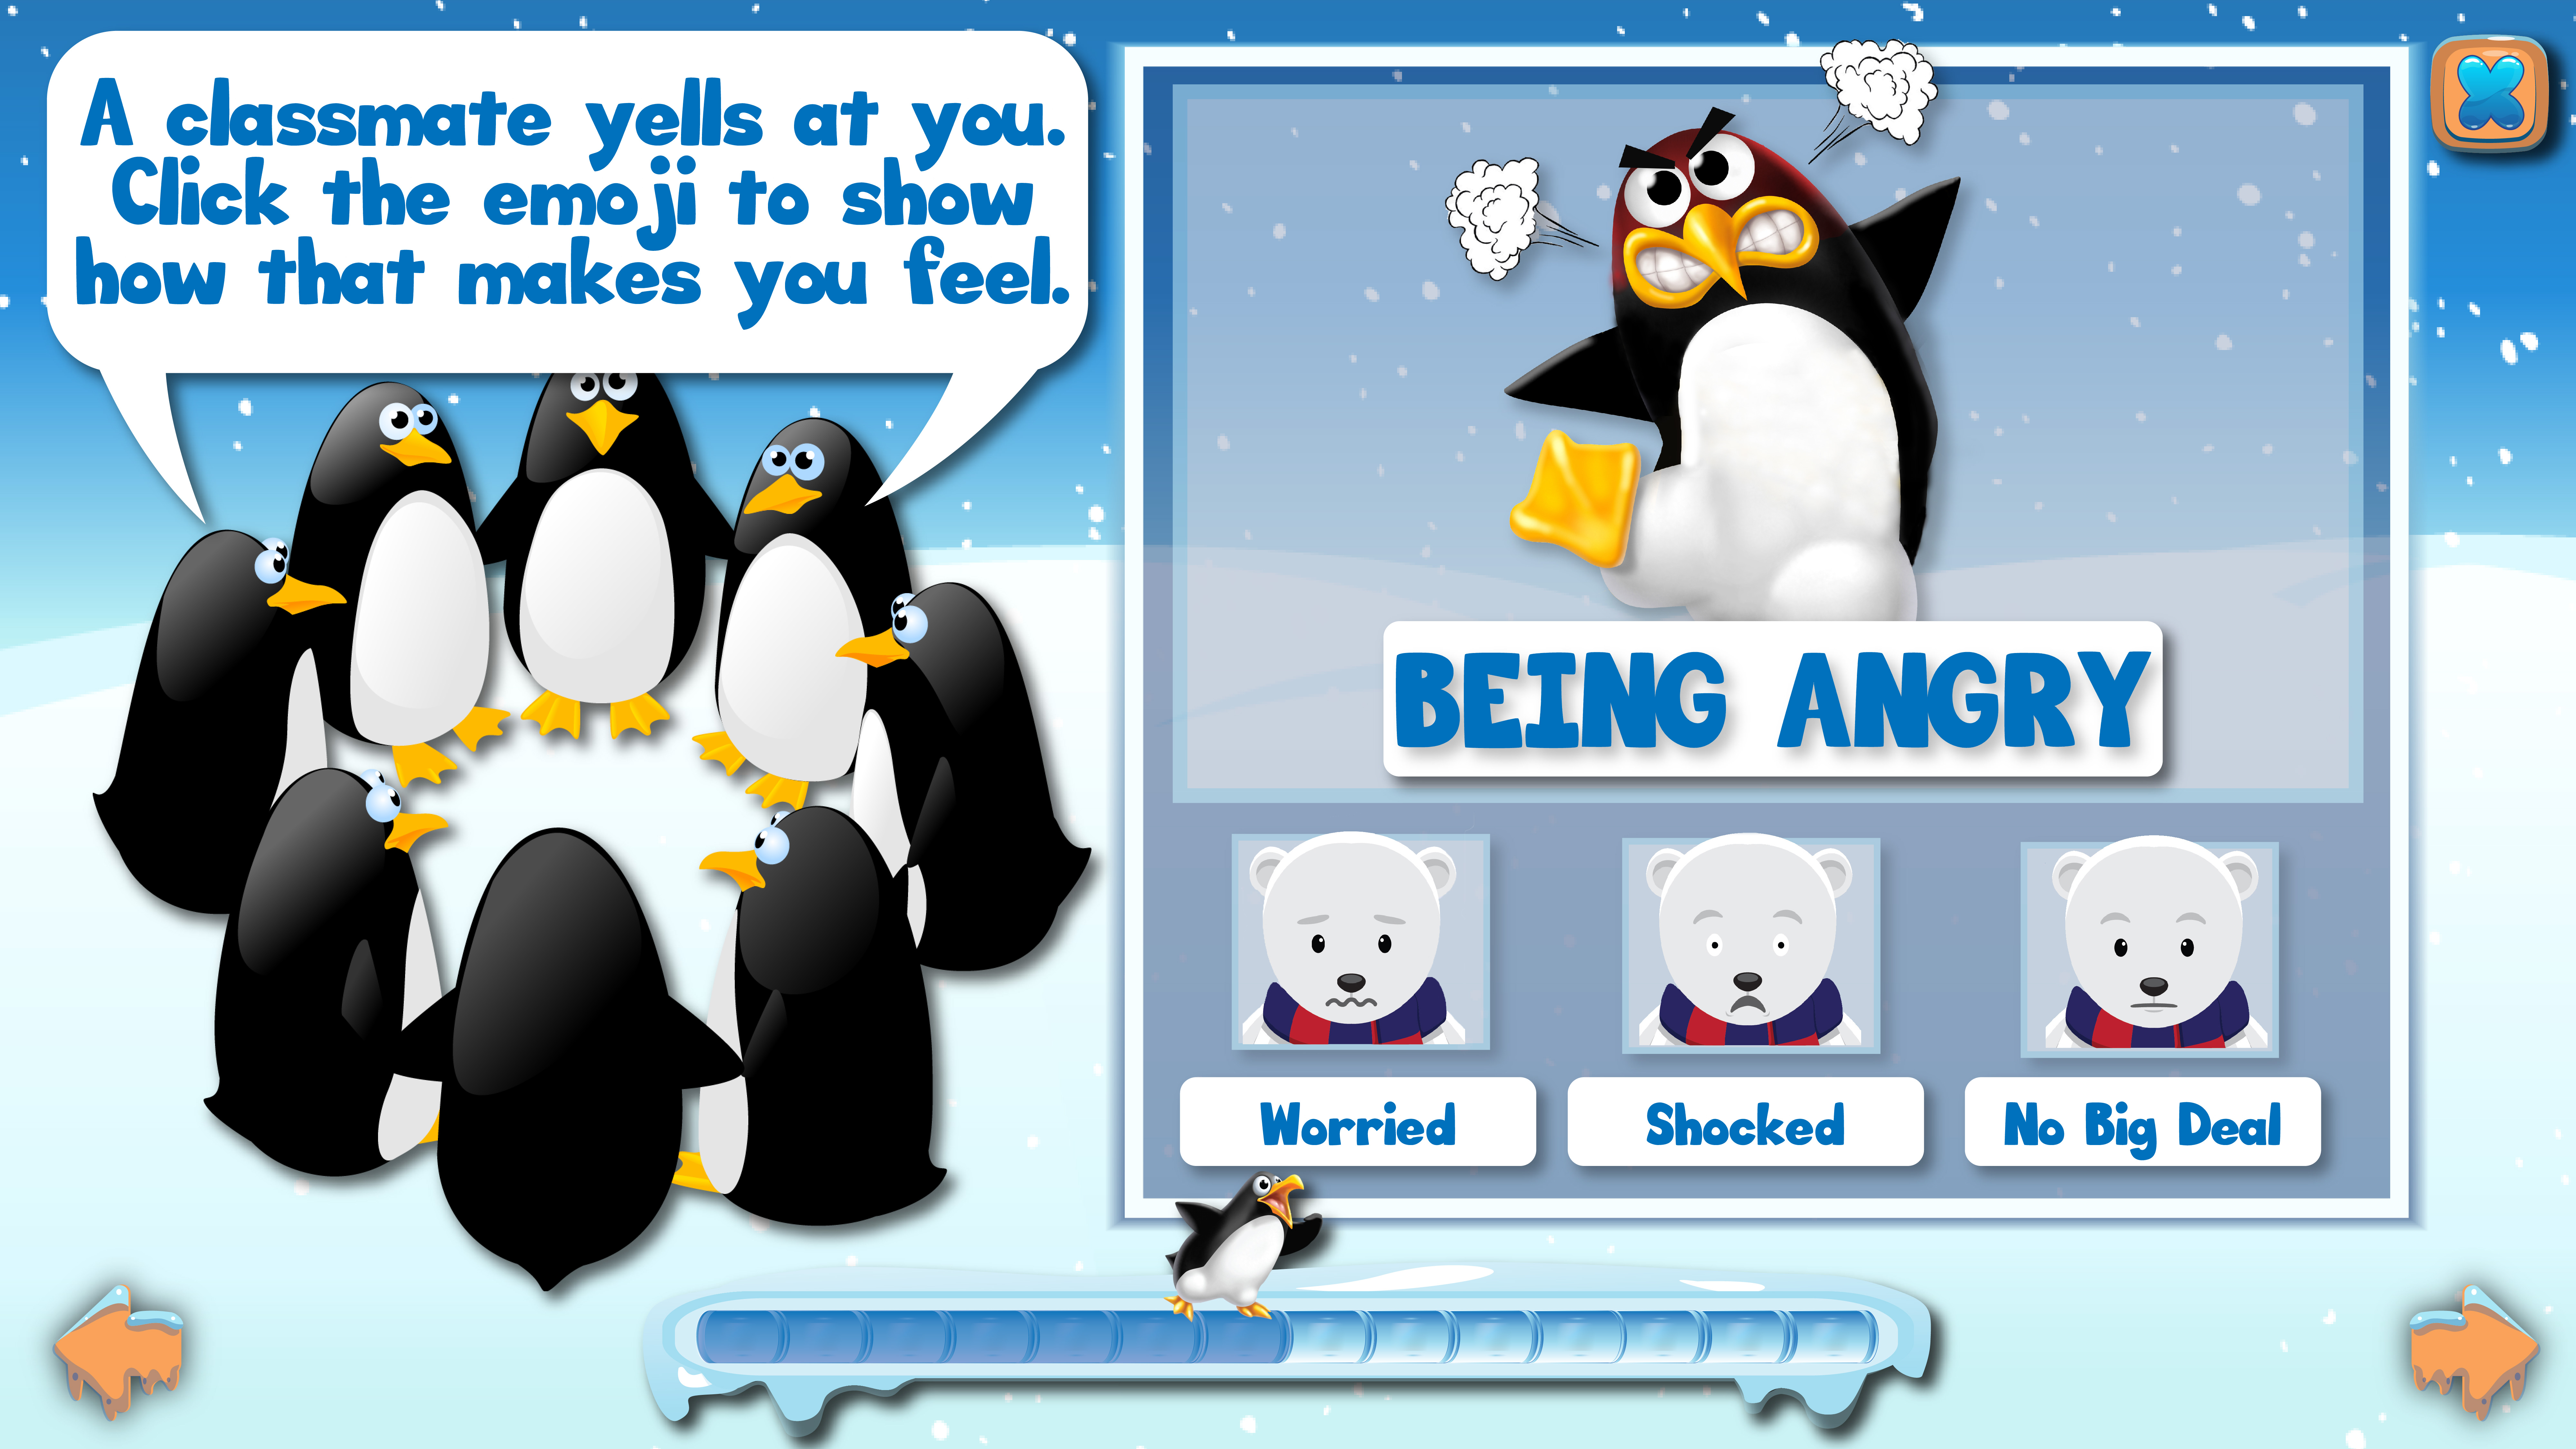 A classmate yells at you.
Click the emoji to show
how that makes you feel.
BEING ANGRY
Worried
Shocked
No Big Deal